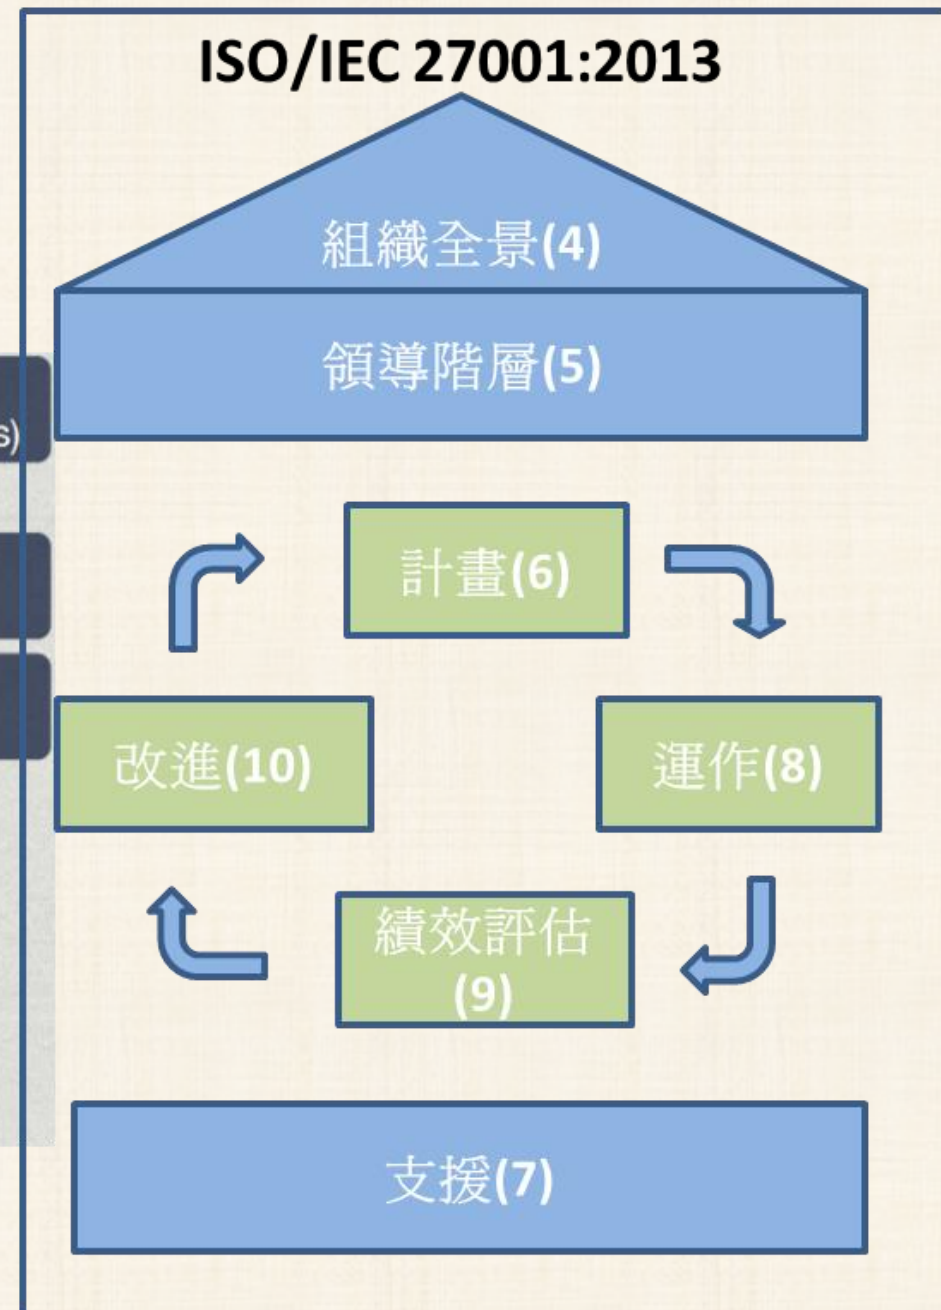 ISO/IEC 27001:2013
組織全景(4)
領導階層(5)
s)
計畫(6)
改進(10)
運作(8)
績效評估
(9)
支援(7)